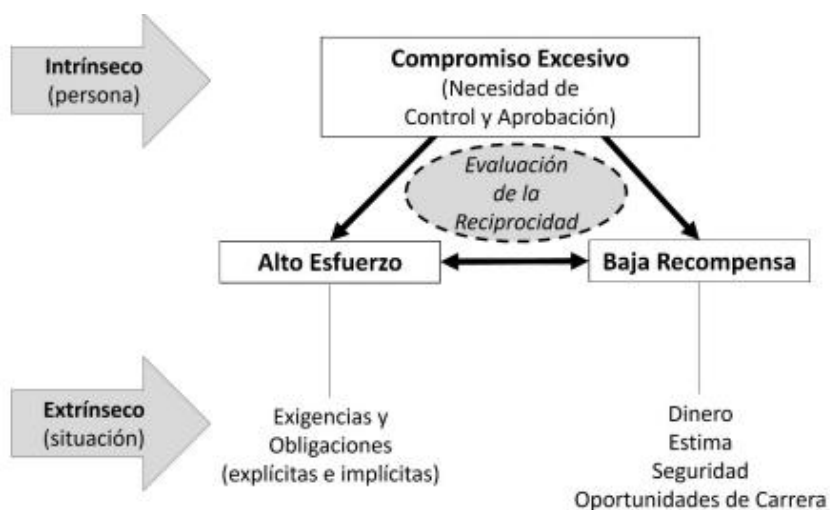 Intrínseco
(persona)
Compromiso Excesivo
(Necesidad de
Control y Aprobación)
Evaluación
de la
Reciprocidad
Alto Esfuerzo
Baja Recompensa
Extrínseco
(situación)
Exigencias y
Obligaciones
(explícitas e implícitas)
Dinero
Estima
Seguridad
Oportunidades de Carrera